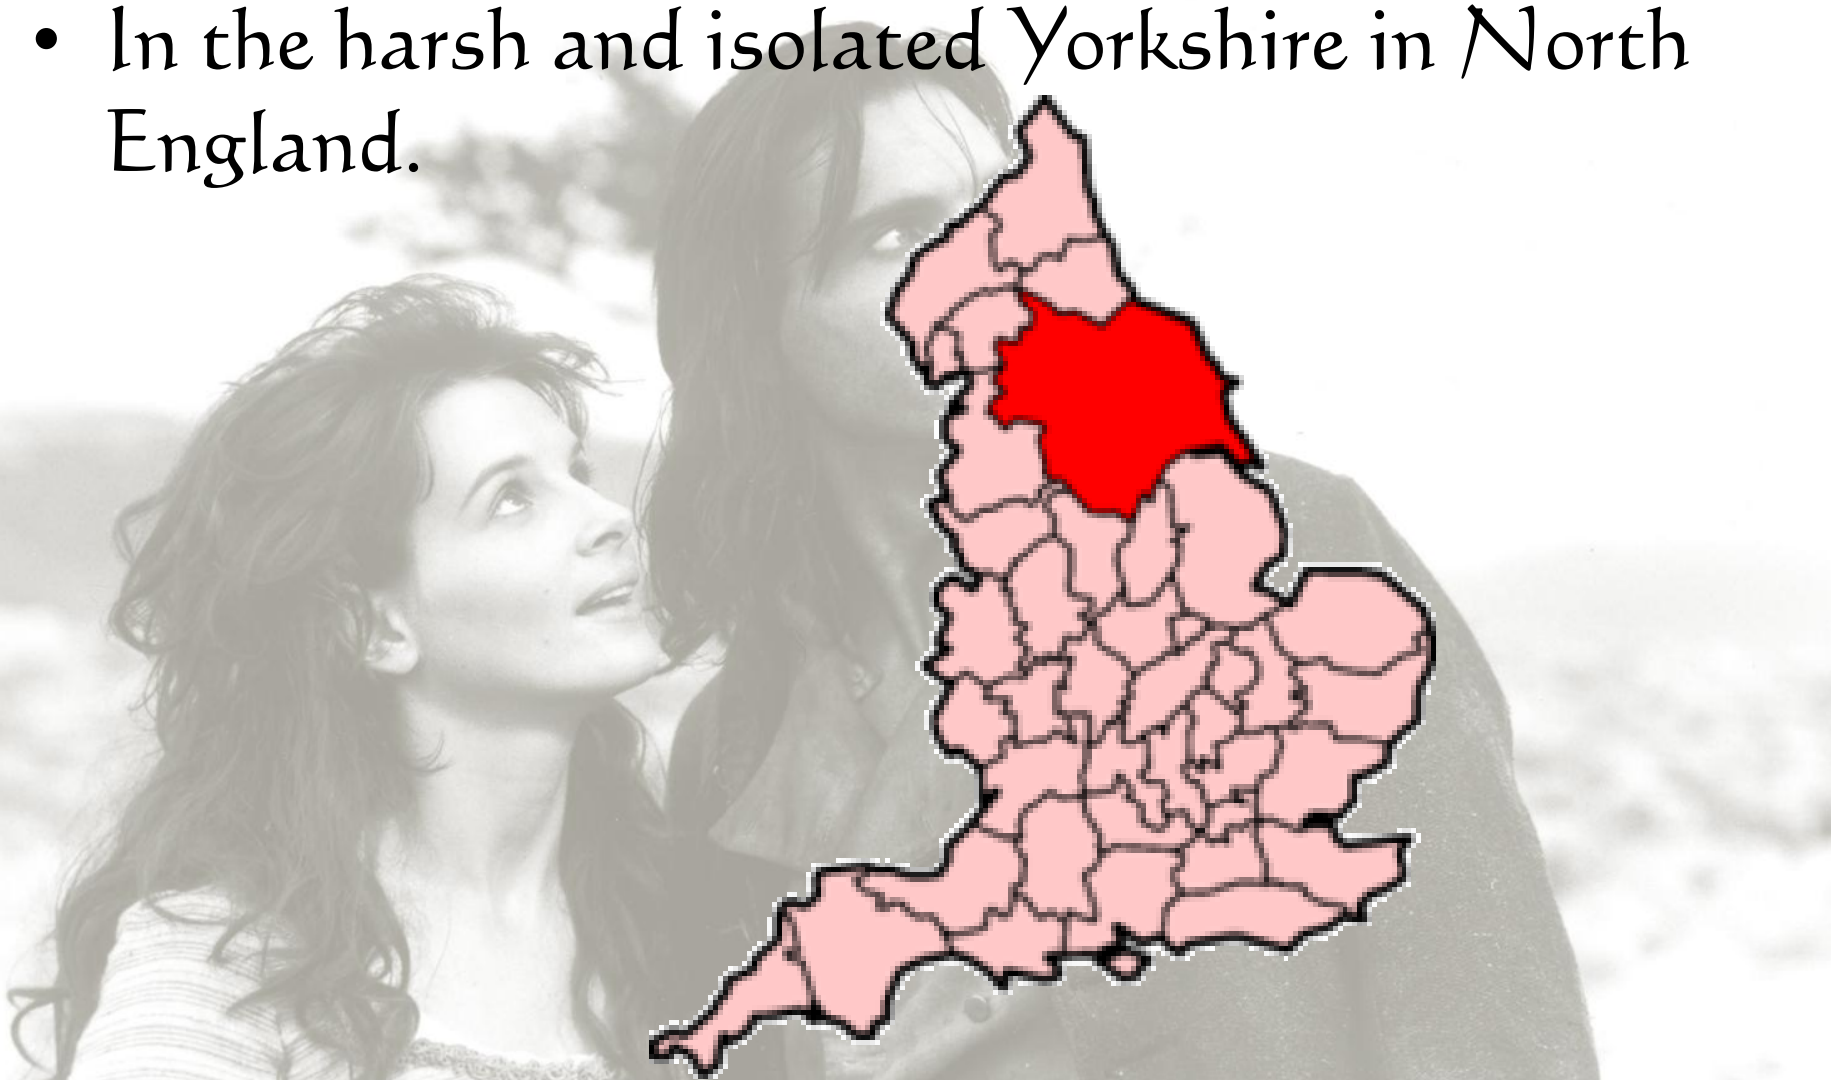 • In the harsh and isolated Yorkshire in North
England.